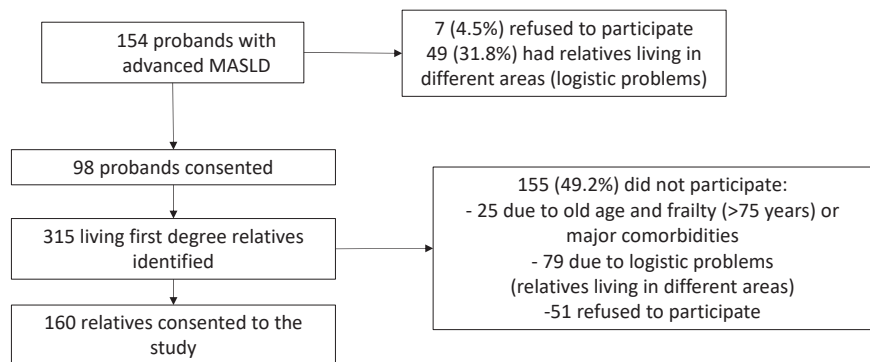 154 probands with
advanced MASLD
7 (4.5%) refused to participate
49 (31.8%) had relatives living in
different areas (logistic problems)
98 probands consented
315 living first degree relatives
identified
155 (49.2%) did not participate:
- 25 due to old age and frailty (>75 years) or
major comorbidities
- 79 due to logistic problems
(relatives living in different areas)
-51 refused to participate
160 relatives consented to the
study